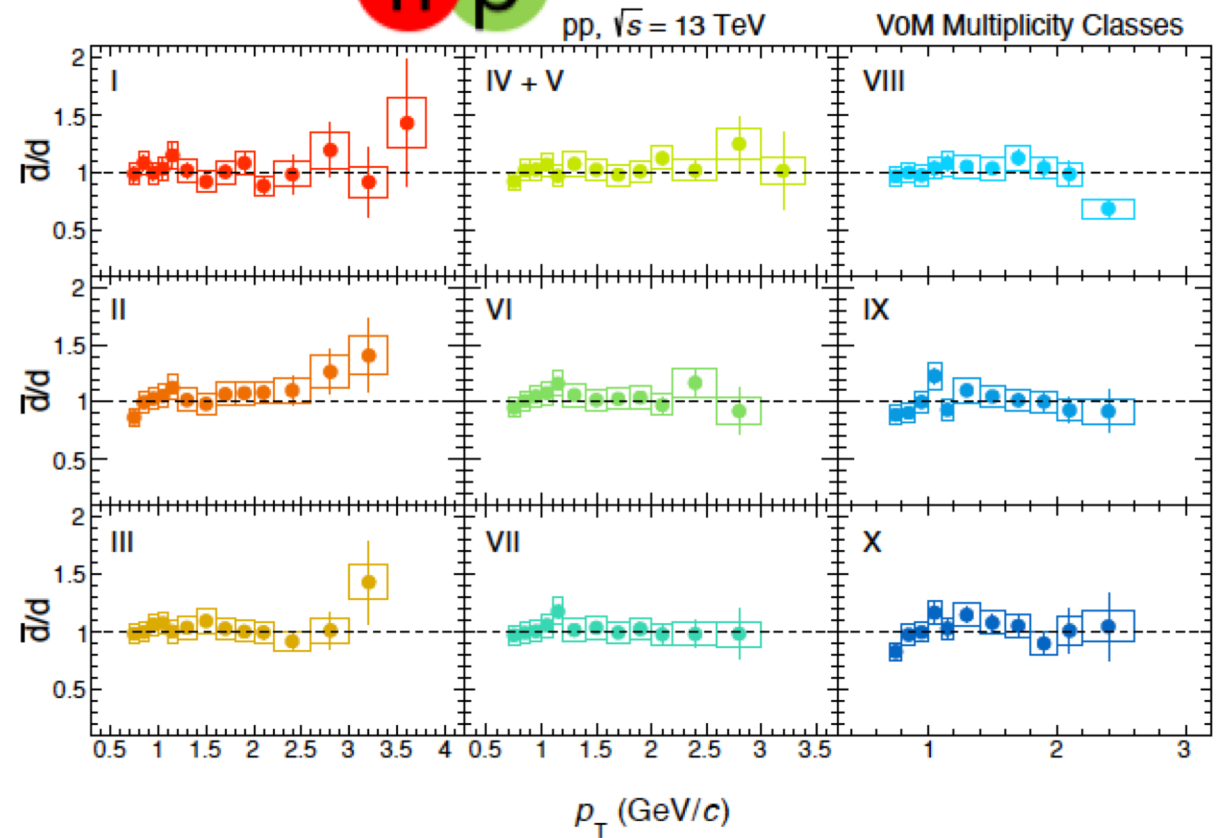 n p
pp, √s = 13 TeV
V0M Multiplicity Classes
I
IV + V
VIII
d̅/d
2
1.5
1
0.5
II
VI
IX
d̅/d
2
1.5
1
0.5
III
VII
X
d̅/d
2
1.5
1
0.5
0.5 1 1.5 2 2.5 3 3.5 4
0.5 1 1.5 2 2.5 3 3.5
1 2 3
pT (GeV/c)